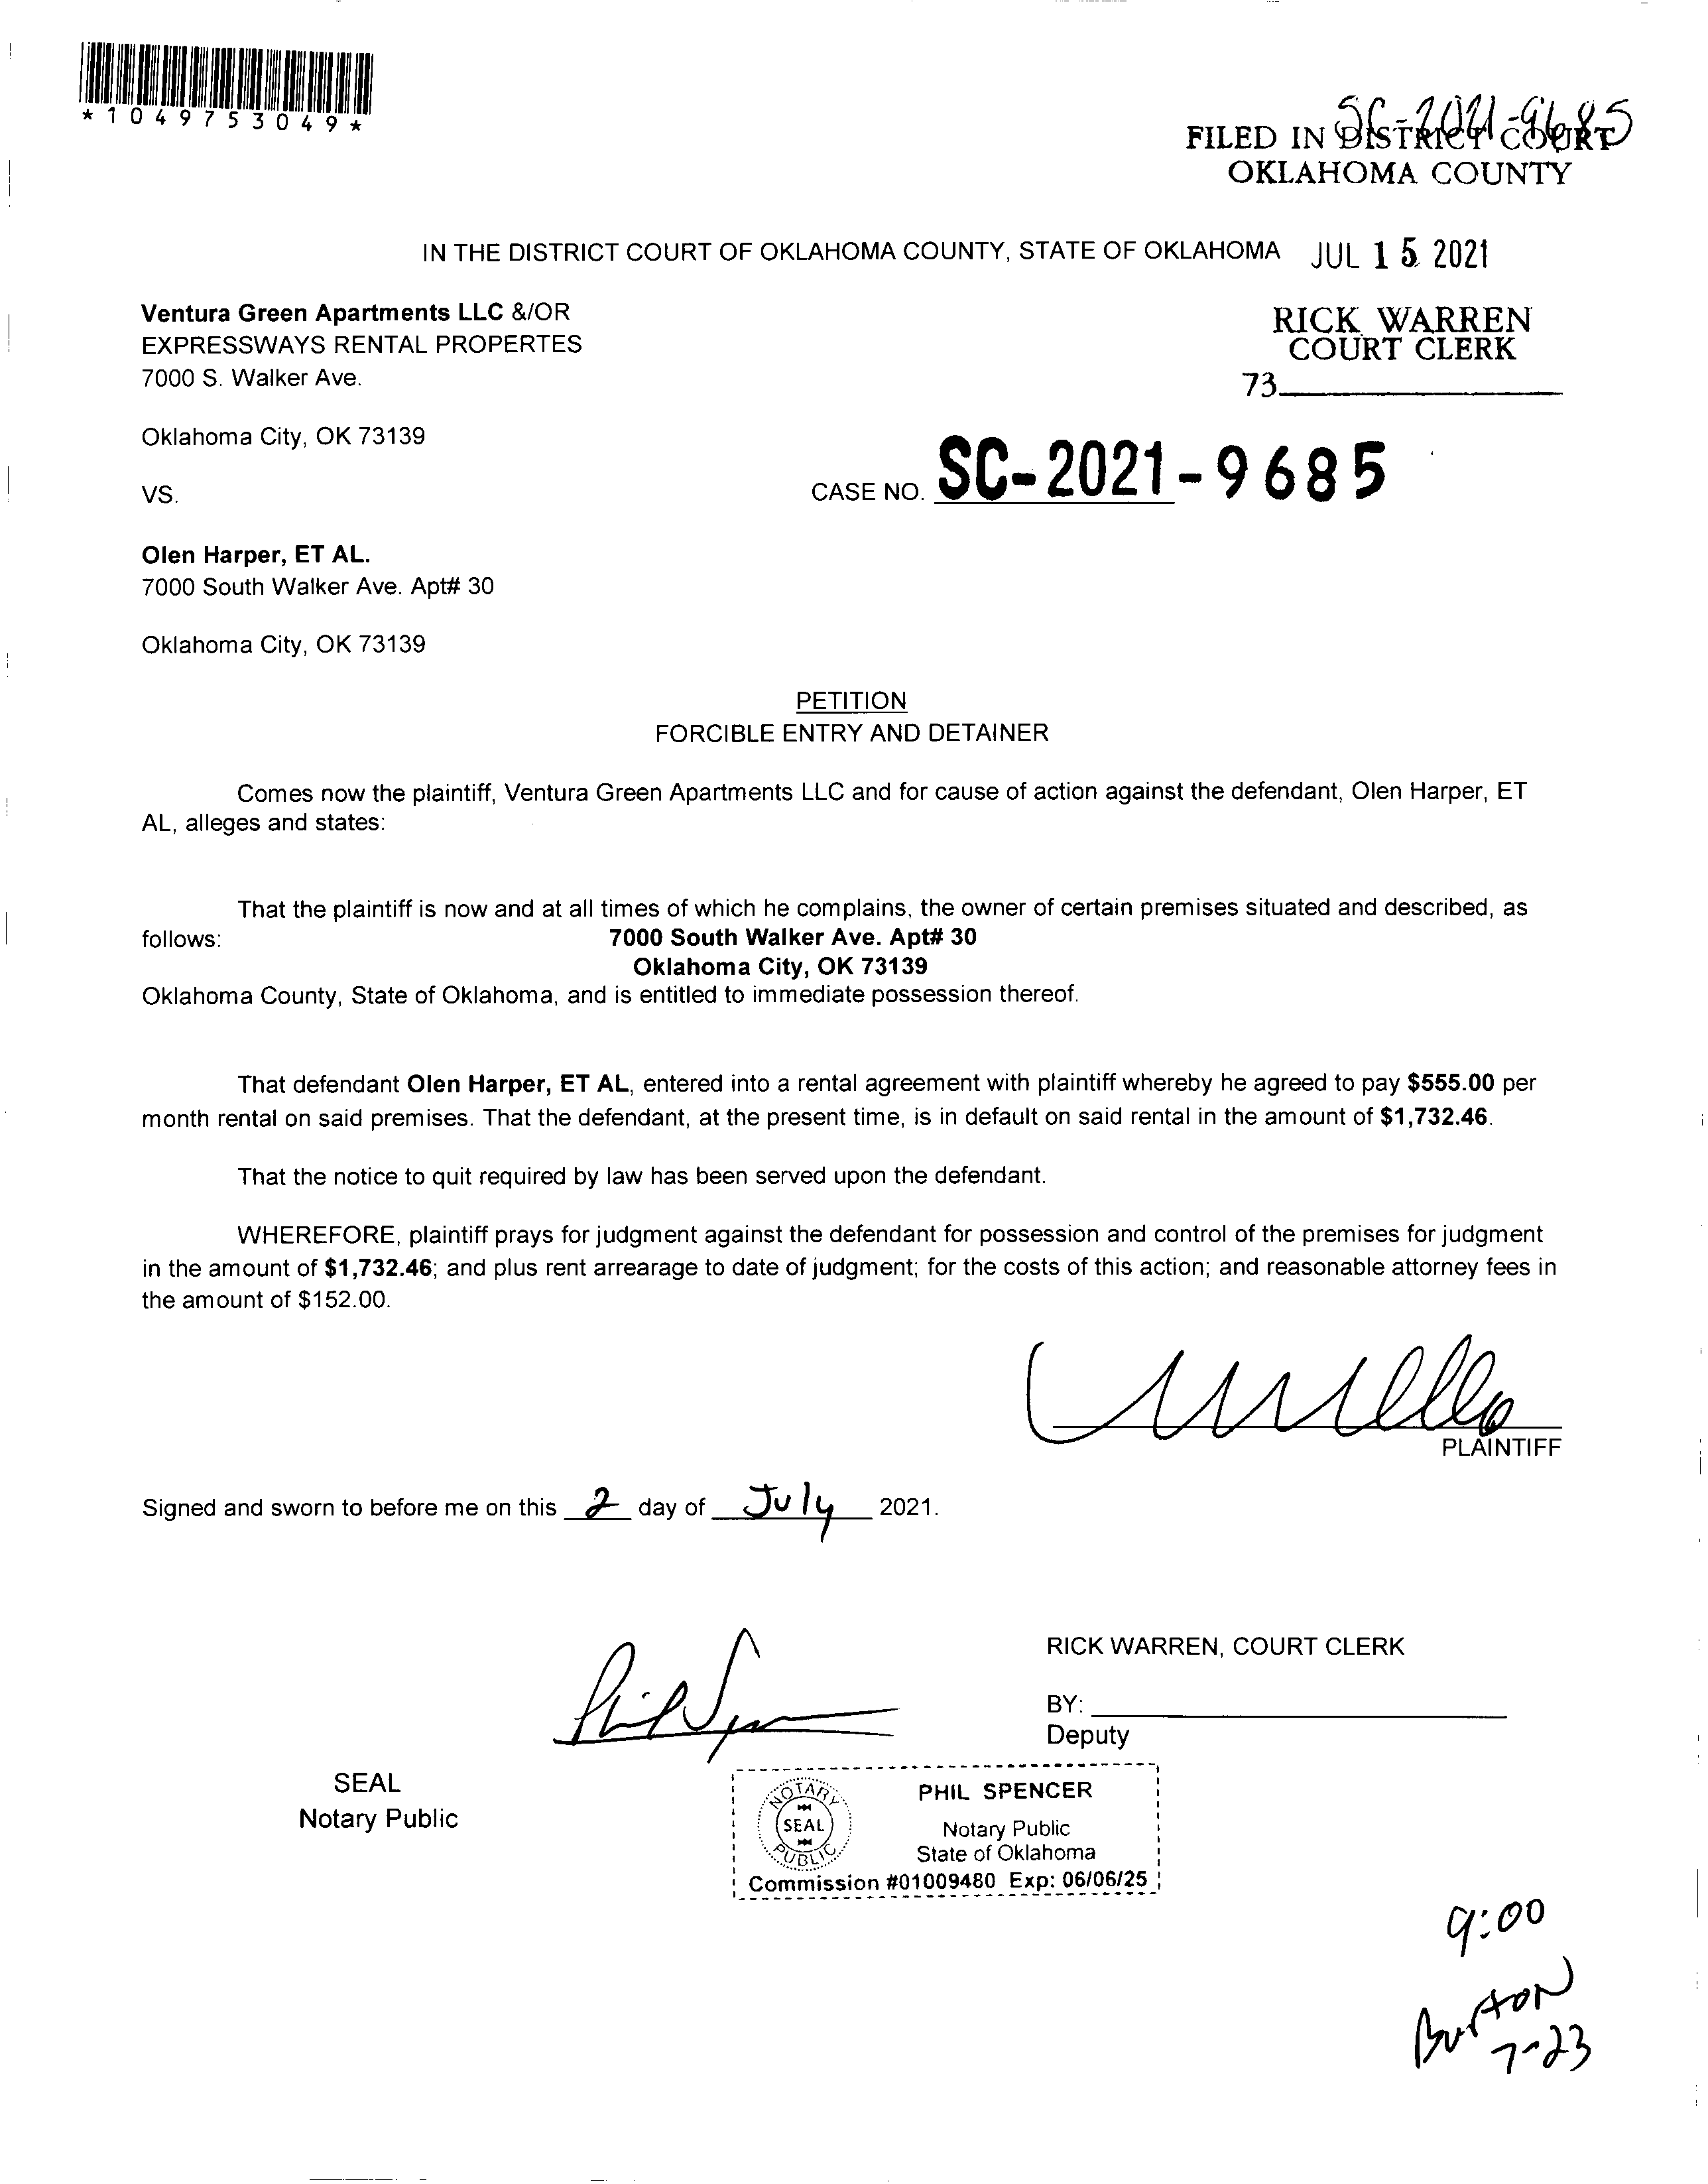 *1049753049*
SC-2021-9685
FILED IN DISTRICT COURT
OKLAHOMA COUNTY
IN THE DISTRICT COURT OF OKLAHOMA COUNTY, STATE OF OKLAHOMA JUL 15 2021
Ventura Green Apartments LLC &/OR
EXPRESSWAYS RENTAL PROPERTES
7000 S. Walker Ave.
RICK WARREN
COURT CLERK
73
Oklahoma City, OK 73139
VS.
CASE NO. SC-2021-9685
Olen Harper, ET AL.
7000 South Walker Ave. Apt# 30
Oklahoma City, OK 73139
PETITION
FORCIBLE ENTRY AND DETAINER
Comes now the plaintiff, Ventura Green Apartments LLC and for cause of action against the defendant, Olen Harper, ET
AL, alleges and states:
That the plaintiff is now and at all times of which he complains, the owner of certain premises situated and described, as
follows: 7000 South Walker Ave. Apt# 30
Oklahoma City, OK 73139
Oklahoma County, State of Oklahoma, and is entitled to immediate possession thereof.
That defendant Olen Harper, ET AL, entered into a rental agreement with plaintiff whereby he agreed to pay $555.00 per
month rental on said premises. That the defendant, at the present time, is in default on said rental in the amount of $1,732.46.
That the notice to quit required by law has been served upon the defendant.
WHEREFORE, plaintiff prays for judgment against the defendant for possession and control of the premises for judgment
in the amount of $1,732.46; and plus rent arrearage to date of judgment; for the costs of this action; and reasonable attorney fees in
the amount of $152.00.
PLAINTIFF
Signed and sworn to before me on this 2 day of July 2021.
RICK WARREN, COURT CLERK
BY:
Deputy
SEAL
Notary Public
NOTARY
SEAL
PUBLIC
PHIL SPENCER
Notary Public
State of Oklahoma
Commission #01009480 Exp: 06/06/25
9:00
Burton
7-23